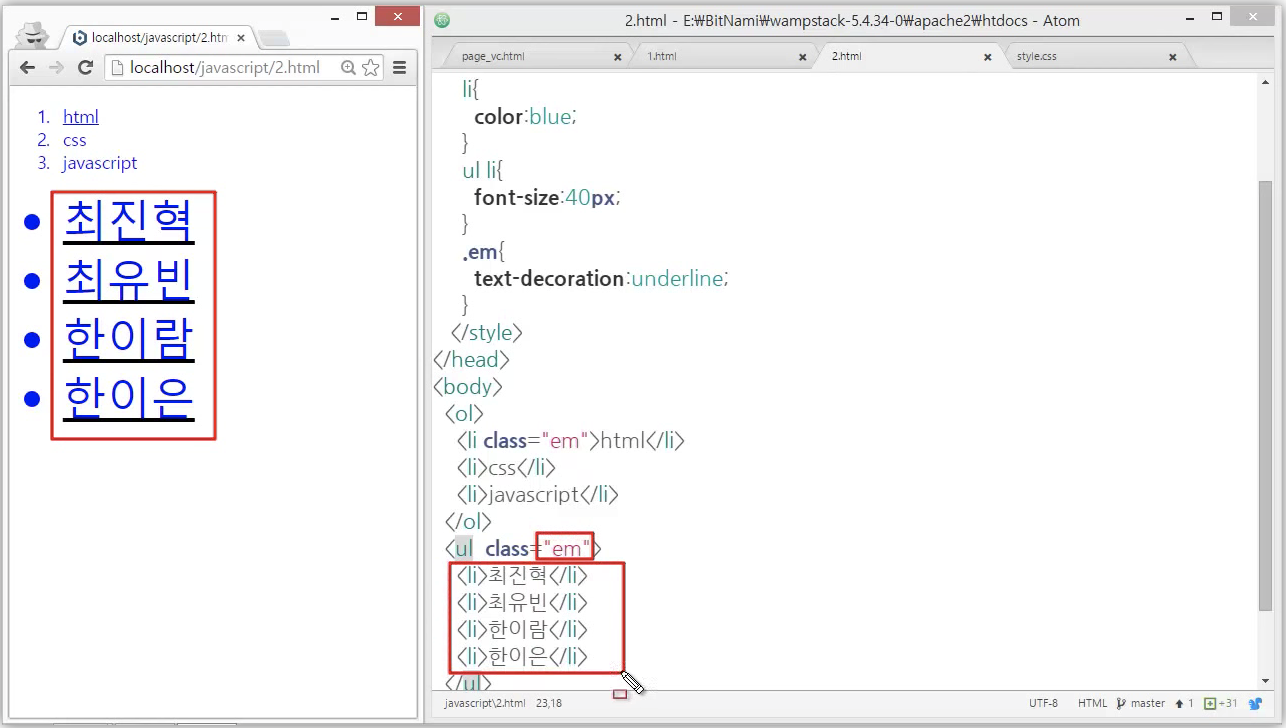 localhost/javascript/2.htm
localhost/javascript/2.html
1. html
2. css
3. javascript
• 최진혁
• 최유빈
• 한이람
• 한이은
2.html - E:₩BitNami₩wampstack-5.4.34-0₩apache2₩htdocs - Atom
page_vc.html
1.html
2.html
style.css
li{
color:blue;
}
ul li{
font-size:40px;
}
.em{
text-decoration:underline;
}
</style>
</head>
<body>
<ol>
<li class="em">html</li>
<li>css</li>
<li>javascript</li>
</ol>
<ul class="em">
<li>최진혁</li>
<li>최유빈</li>
<li>한이람</li>
<li>한이은</li>
</ul>
javascript\2.html 23,18 UTF-8 HTML master 1 +31